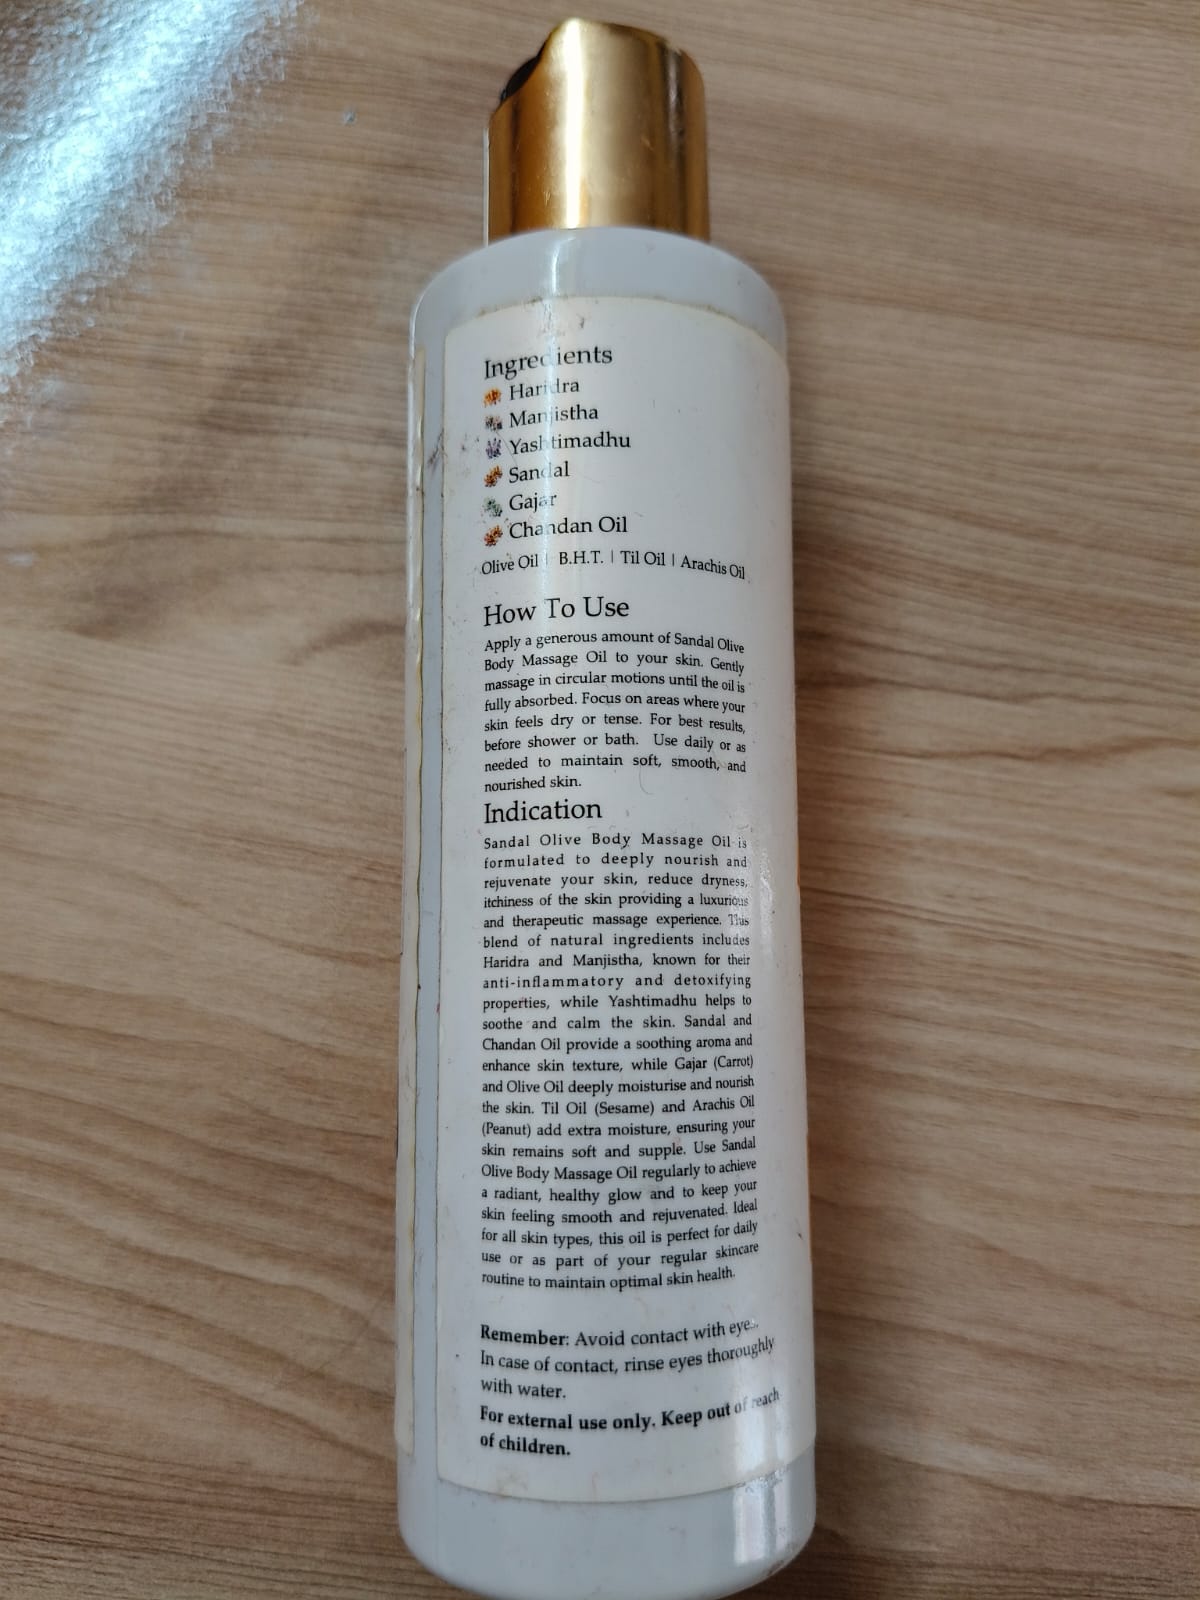 Ingredients
Haridra
Manjistha
Yashtimadhu
Sandal
Gajar
Chandan Oil
Olive Oil | B.H.T. | Til Oil | Arachis Oil
How To Use
Apply a generous amount of Sandal Olive
Body Massage Oil to your skin. Gently
massage in circular motions until the oil is
fully absorbed. Focus on areas where your
skin feels dry or tense. For best results,
before shower or bath. Use daily or as
needed to maintain soft, smooth, and
nourished skin.
Indication
Sandal Olive Body Massage Oil is
formulated to deeply nourish and
rejuvenate your skin, reduce dryness,
itchiness of the skin providing a luxurious
and therapeutic massage experience. This
blend of natural ingredients includes
Haridra and Manjistha, known for their
anti-inflammatory and detoxifying
properties, while Yashtimadhu helps to
soothe and calm the skin. Sandal and
Chandan Oil provide a soothing aroma and
enhance skin texture, while Gajar (Carrot)
and Olive Oil deeply moisturise and nourish
the skin. Til Oil (Sesame) and Arachis Oil
(Peanut) add extra moisture, ensuring your
skin remains soft and supple. Use Sandal
Olive Body Massage Oil regularly to achieve
a radiant, healthy glow and to keep your
skin feeling smooth and rejuvenated. Ideal
for all skin types, this oil is perfect for daily
use or as part of your regular skincare
routine to maintain optimal skin health.
Remember: Avoid contact with eyes.
In case of contact, rinse eyes thoroughly
with water.
For external use only. Keep out of reach
of children.